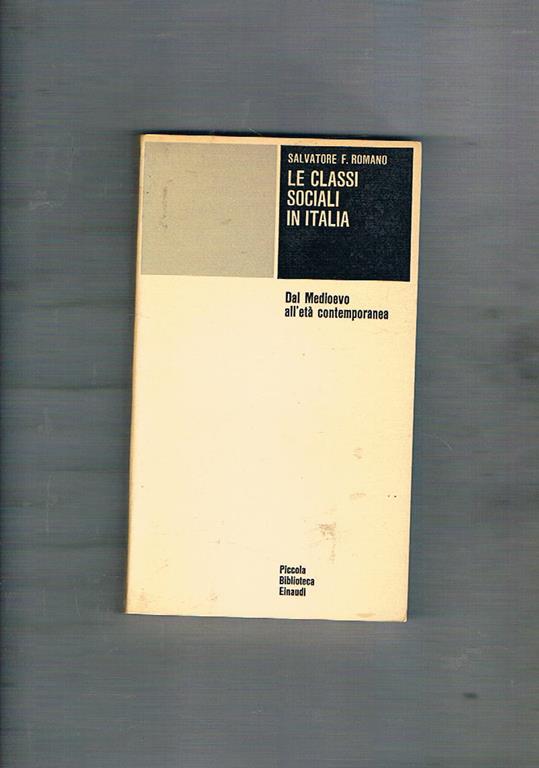 SALVATORE F. ROMANO
LE CLASSI
SOCIALI
IN ITALIA
Dal Medioevo
all'età contemporanea
Piccola
Biblioteca
Einaudi